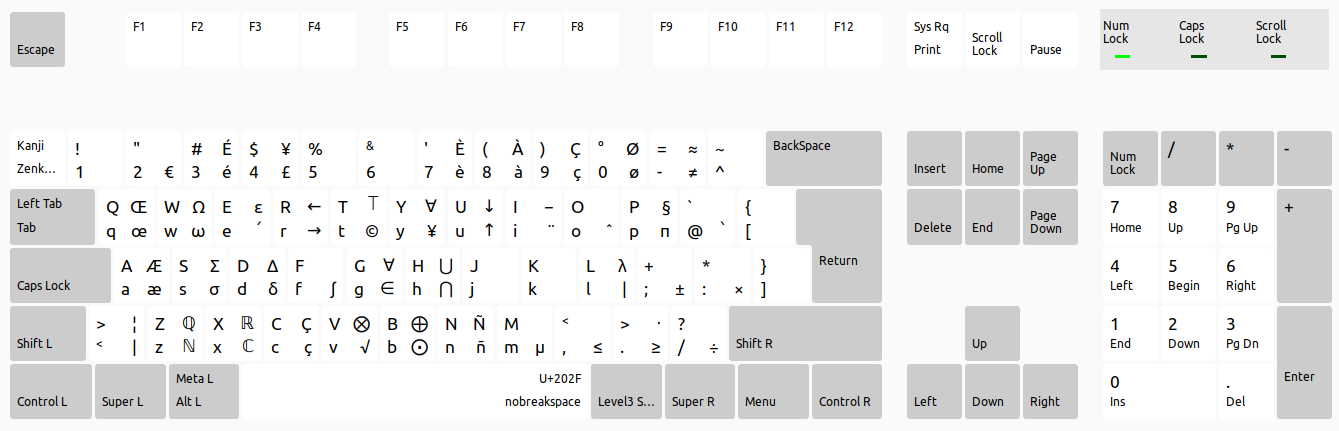 Escape F1 F2 F3 F4 F5 F6 F7 F8 F9 F10 F11 F12 Sys Rq Print Scroll Lock Pause Num Lock Caps Lock Scroll Lock
Kanji ! " # É $ ¥ % & ' È ( À ) Ç ° Ø = ≈ ~ BackSpace Insert Home Page Up Num Lock / * -
Zenk... 1 2 € 3 é 4 £ 5 6 7 è 8 à 9 ç 0 ø - ≠ ^
Left Tab Q Œ W Ω E ε R ← T ⊤ Y ∀ U ↓ I – O P § ` { Delete End Page Down 7 8 9 +
Tab q œ w ω e ´ r → t © y ¥ u ↑ i ¨ o ˆ p п @ ` [ Home Up Pg Up
A Æ S Σ D Δ F G ∀ H ⋃ J K L λ + * } Return 4 5 6
Caps Lock a æ s σ d δ f ∫ g ∈ h ⋂ j k l | ; ± : × ] Left Begin Right
> ¦ Z ℚ X ℝ C Ç V ⊗ B ⊕ N Ñ M < > · ? 1 2 3
Shift L < | z ℕ x ℂ c ç v √ b ⊙ n ñ m µ , ≤ . ≥ / ÷ Shift R Up End Down Pg Dn Enter
Meta L U+202F 0 .
Control L Super L Alt L nobreakspace Level3 S... Super R Menu Control R Left Down Right Ins Del